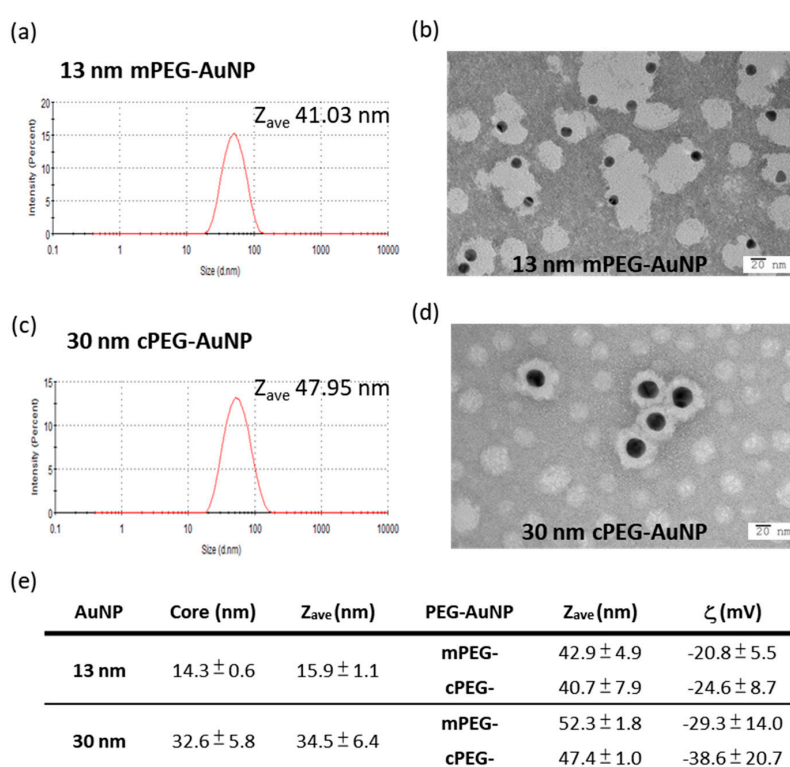 (a)
13 nm mPEG-AuNP
Zave 41.03 nm
20
15
10
5
0
Intensity (Percent)
0.1 1 10 100 1000 10000
Size (d.nm)
(b)
13 nm mPEG-AuNP
20 nm
(c)
30 nm cPEG-AuNP
Zave 47.95 nm
15
10
5
0
Intensity (Percent)
0.1 1 10 100 1000 10000
Size (d.nm)
(d)
30 nm cPEG-AuNP
20 nm
(e)
AuNP Core (nm) Zave (nm) PEG-AuNP Zave (nm) ζ (mV)
13 nm 14.3 ± 0.6 15.9 ± 1.1 mPEG- 42.9 ± 4.9 -20.8 ± 5.5
cPEG- 40.7 ± 7.9 -24.6 ± 8.7
30 nm 32.6 ± 5.8 34.5 ± 6.4 mPEG- 52.3 ± 1.8 -29.3 ± 14.0
cPEG- 47.4 ± 1.0 -38.6 ± 20.7